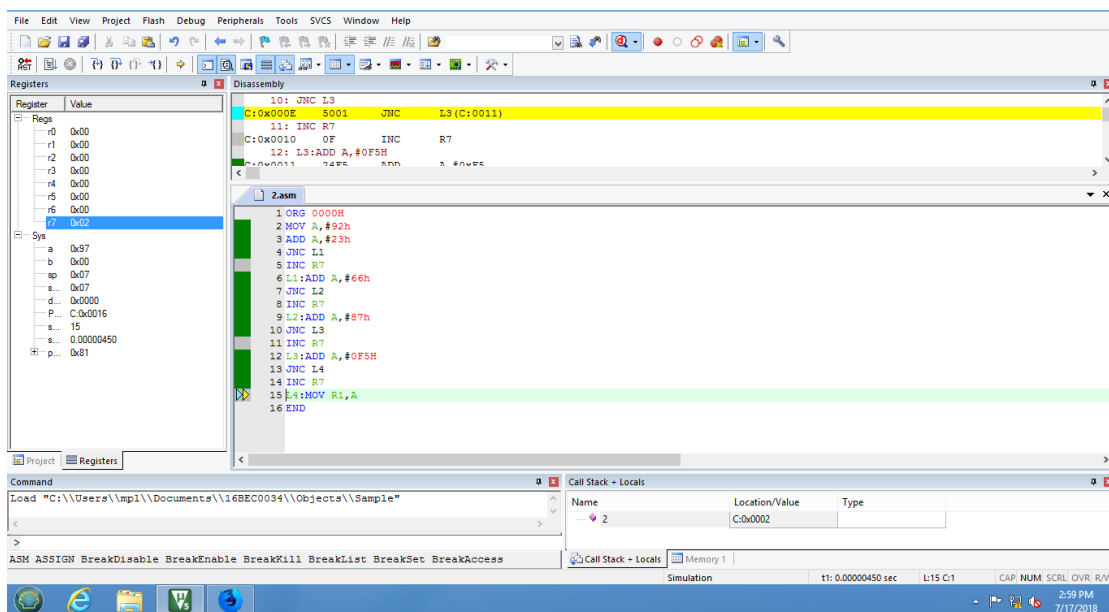 File Edit View Project Flash Debug Peripherals Tools SVCS Window Help
RST
Registers
Disassembly
Register Value
Regs
r0 0x00
r1 0x00
r2 0x00
r3 0x00
r4 0x00
r5 0x00
r6 0x00
r7 0x02
Sys
a 0x97
b 0x00
sp 0x07
s... 0x07
d... 0x0000
P... C:0x0016
s... 15
s... 0.00000450
p... 0x81
10: JNC L3
C:0x000E 5001 JNC L3(C:0011)
11: INC R7
C:0x0010 0F INC R7
12: L3:ADD A,#0F5H
C:0x0011 24F5 ADD A,#0xF5
2.asm
1 ORG 0000H
2 MOV A,#92h
3 ADD A,#23h
4 JNC L1
5 INC R7
6 L1:ADD A,#66h
7 JNC L2
8 INC R7
9 L2:ADD A,#87h
10 JNC L3
11 INC R7
12 L3:ADD A,#0F5H
13 JNC L4
14 INC R7
15 L4:MOV R1,A
16 END
Project Registers
Command
Load "C:\\Users\\mpl\\Documents\\16BEC0034\\Objects\\Sample"
>
ASM ASSIGN BreakDisable BreakEnable BreakKill BreakList BreakSet BreakAccess
Call Stack + Locals
Name Location/Value Type
2 C:0x0002
Call Stack + Locals Memory 1
Simulation t1: 0.00000450 sec L:15 C:1 CAP NUM SCRL OVR R/W
2:59 PM
7/17/2018